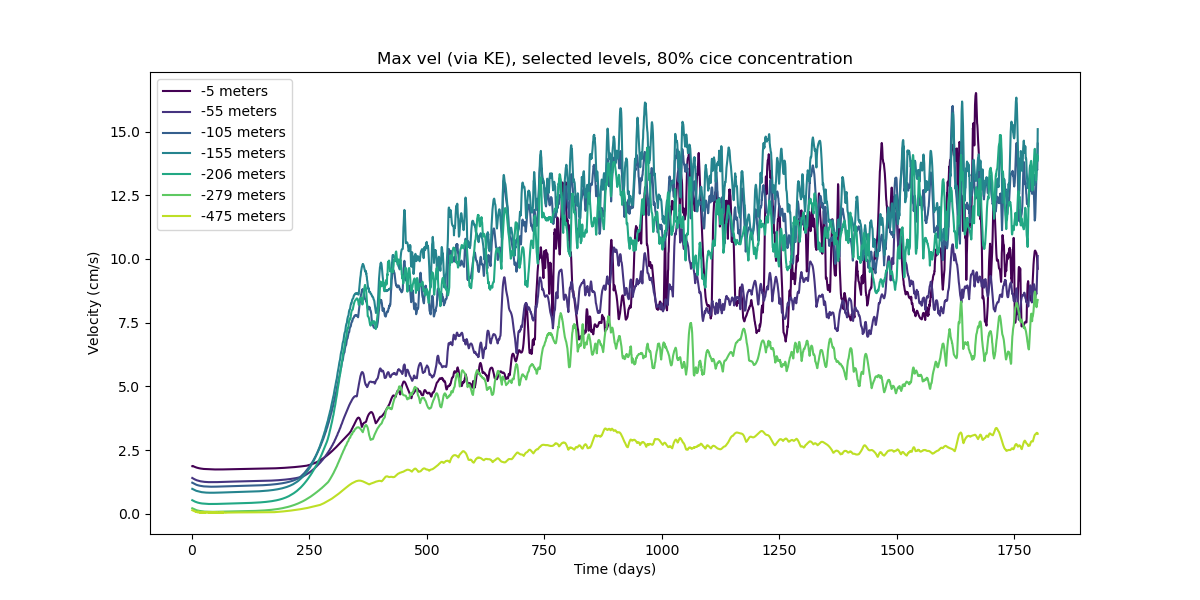 Max vel (via KE), selected levels, 80% cice concentration
-5 meters
-55 meters
-105 meters
-155 meters
-206 meters
-279 meters
-475 meters
15.0
12.5
10.0
7.5
5.0
2.5
0.0
Velocity (cm/s)
0 250 500 750 1000 1250 1500 1750
Time (days)